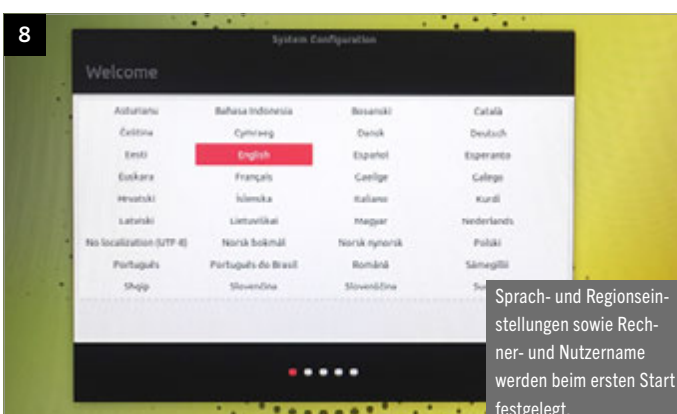 8
System Configuration
Welcome
Asturianu Bahasa Indonesia Bosanski Català
Čeština Cymraeg Dansk Deutsch
Eesti English Español Esperanto
Euskara Français Gaeilge Galego
Hrvatski Íslenska Italiano Kurdî
Latviski Lietuviškai Magyar Nederlands
No localization (UTF-8) Norsk bokmål Norsk nynorsk Polski
Português Português do Brasil Română Sámegillii
Shqip Slovenčina Slovenščina
Sprach- und Regionsein-
stellungen sowie Rech-
ner- und Nutzername
werden beim ersten Start
festgelegt